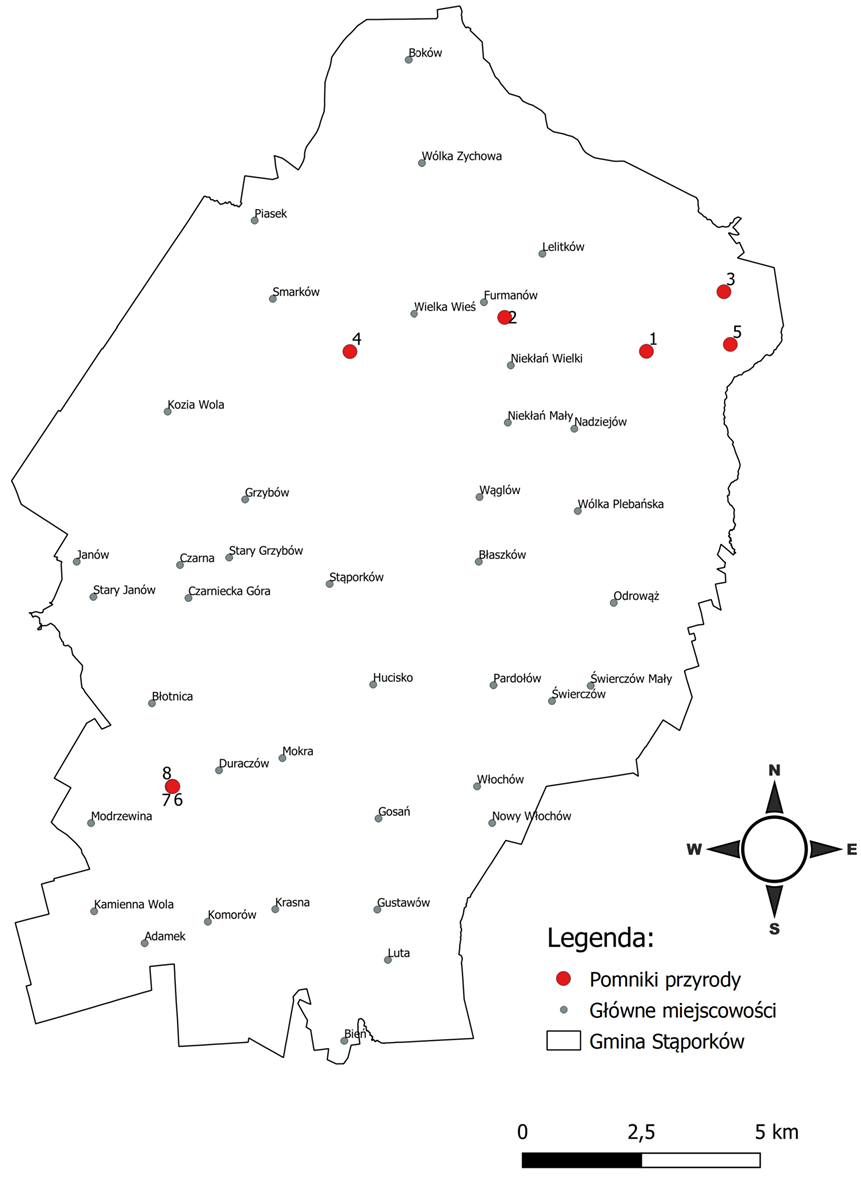 Boków
Wólka Zychowa
Piasek
Lelitków
Smarków
3
Furmanów
Wielka Wieś
2
4
1
5
Niekłań Wielki
Kozia Wola
Niekłań Mały
Nadziejów
Grzybów
Wąglów
Wólka Plebańska
Janów
Czarna
Stary Grzybów
Błaszków
Stąporków
Stary Janów
Czarniecka Góra
Odrowąż
Hucisko
Pardołów
Świerczów Mały
Świerczów
Błotnica
Mokra
Duraczów
8
76
Włochów
Modrzewina
Gosań
Nowy Włochów
Kamienna Wola
Komorów
Krasna
Gustawów
Adamek
Luta
Bień
N
W
E
S
Legenda:
Pomniki przyrody
Główne miejscowości
Gmina Stąporków
0 2,5 5 km